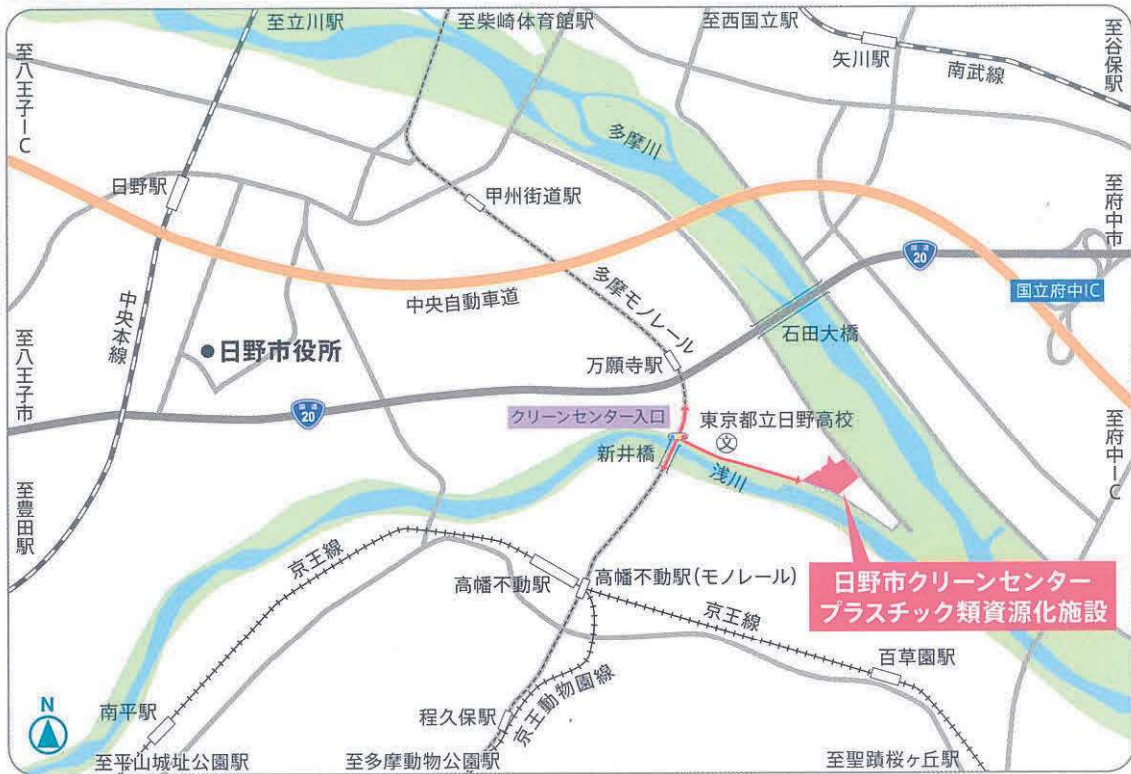 至立川駅
至柴崎体育館駅
至西国立駅
至八王子IC
矢川駅
南武線
至谷保駅
多摩川
日野駅
甲州街道駅
至府中市
国道
20
多摩モノレール
中央自動車道
国立府中IC
中央本線
石田大橋
日野市役所
万願寺駅
至八王子市
国道
20
クリーンセンター入口
東京都立日野高校
文
新井橋
浅川
至府中IC
至豊田駅
京王線
高幡不動駅
高幡不動駅(モノレール)
日野市クリーンセンター
プラスチック類資源化施設
京王線
百草園駅
京王動物園線
N
南平駅
程久保駅
至平山城址公園駅
至多摩動物公園駅
至聖蹟桜ヶ丘駅